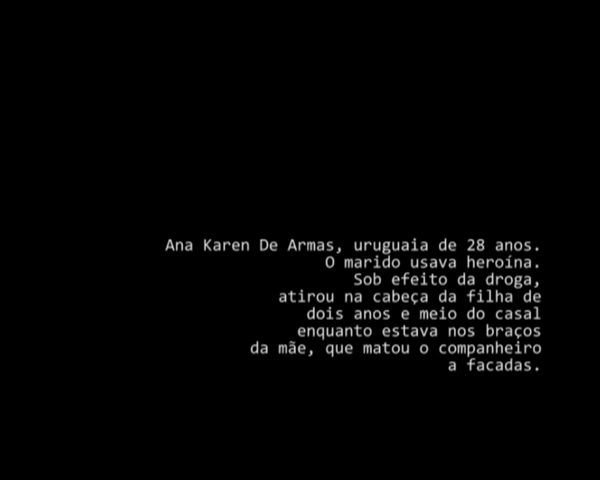 Ana Karen De Armas, uruguaia de 28 anos.
O marido usava heroína.
Sob efeito da droga,
atirou na cabeça da filha de
dois anos e meio do casal
enquanto estava nos braços
da mãe, que matou o companheiro
a facadas.